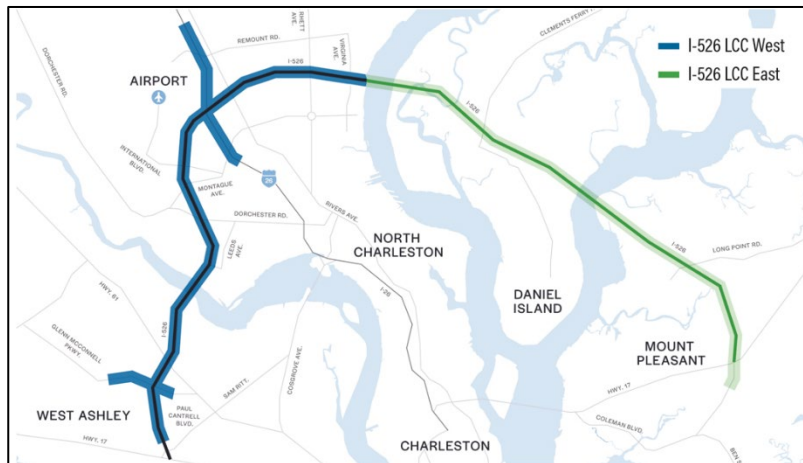 I-526 LCC West
I-526 LCC East
DORCHESTER RD.
REMOUNT RD.
RHETT
AVE.
VIRGINIA
AVE.
CLEMENTS FERRY
I-526
AIRPORT
I-526
INTERNATIONAL
BLVD.
MONTAGUE
AVE.
26
DORCHESTER RD.
RIVERS AVE.
LEEDS
AVE.
NORTH
CHARLESTON
I-526
LONG POINT RD.
HWY. 61
I-26
DANIEL
ISLAND
GLENN MCCONNELL
PKWY.
I-526
MOUNT
PLEASANT
SAM RITT.
COSGROVE AVE.
HWY. 17
WEST ASHLEY
PAUL
CANTRELL
BLVD.
HWY. 17
CHARLESTON
COLEMAN BLVD.